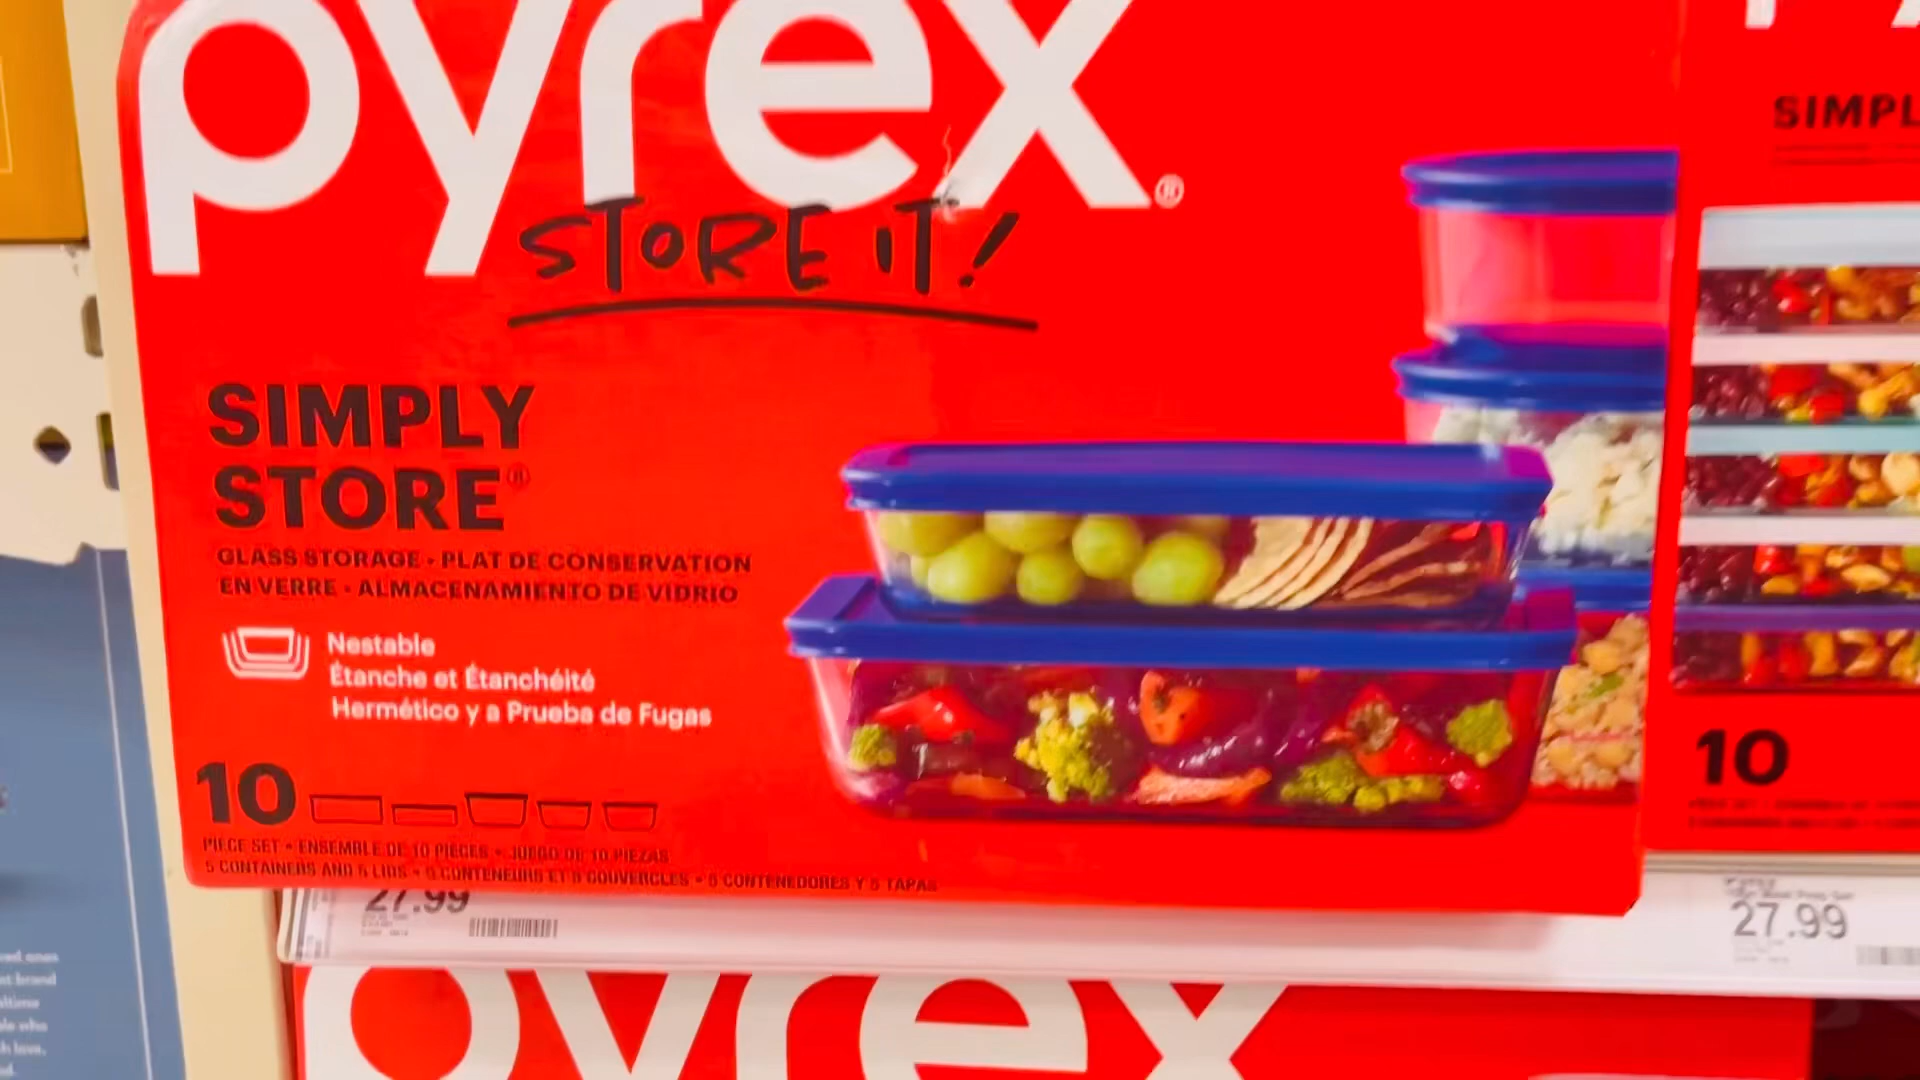 pyrex®
STORE IT!
SIMPLY
STORE®
GLASS STORAGE • PLAT DE CONSERVATION
EN VERRE • ALMACENAMIENTO DE VIDRIO
Nestable
Étanche et Étanchéité
Hermético y a Prueba de Fugas
10
PIECE SET • ENSEMBLE DE 10 PIÈCES • JUEGO DE 10 PIEZAS
5 CONTAINERS AND 5 LIDS • 5 CONTENEURS ET 5 COUVERCLES • 5 CONTENEDORES Y 5 TAPAS
27.99
SIMPL
10
27.99
pyrex